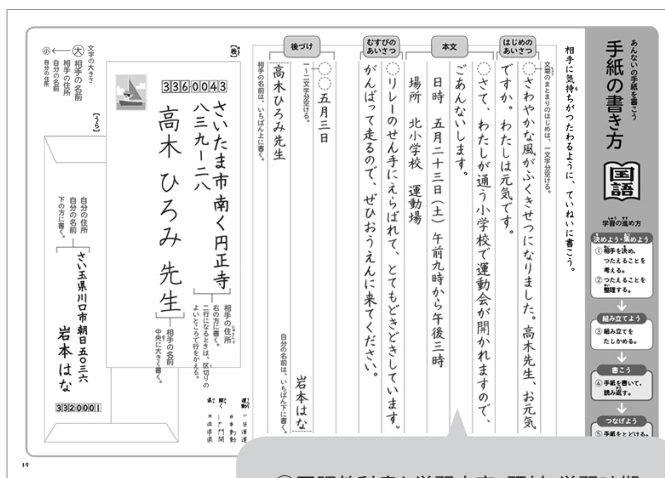 あんないの手紙を書こう
手紙の書き方
国語
学習の進め方
決めよう・集めよう
①相手を決め、
つたえることを
考える。
②つたえることを
整理する。
組み立てよう
③組み立てを
たしかめる。
書こう
④手紙を書いて、
読み返す。
つなげよう
⑤手紙をとどける。
相手に気持ちがつたわるように、ていねいに書こう。
はじめの
あいさつ
本文
むすびの
あいさつ
後づけ
文章のまとまりのはじめは、一文字分空ける。
さわやかな風がふくきせつになりました。高木先生、お元気
ですか。わたしは元気です。
さて、わたしが通う小学校で運動会が開かれますので、
ごあんないします。
日時 五月二十三日(土) 午前九時から午後三時
場所 北小学校 運動場
リレーのせん手にえらばれて、とてもどきどきしています。
がんばって走るので、ぜひおうえんに来てください。
一～二文字分空ける。
五月三日
自分の名前は、いちばん下に書く。
岩本はな
高木ひろみ先生
相手の名前は、いちばん上に書く。
【表】
3360043
相手の住所
右の方に書く。
二行になるときは、区切りの
よいところで行をかえる。
さいたま市南く円正寺
八三九ー二八
高木 ひろみ 先生
相手の名前
中央に大きく書く。
文字の大きさ
大
相手の名前
相手の住所
自分の名前
自分の住所
小
【うら】
自分の住所
自分の名前
下の方に書く。
さい玉県川口市朝日五ー三六
岩本 はな
3320001
19